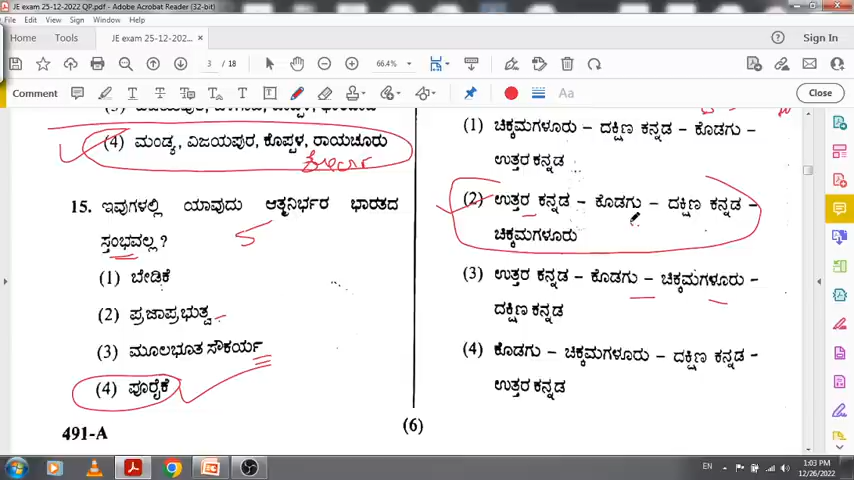 JE exam 25-12-2022 QP.pdf - Adobe Acrobat Reader (32-bit)
File Edit View Sign Window Help
Home Tools JE exam 25-12-202... × Sign In
3 / 18 66.4%
Comment Aa Close
(4) ಮಂಡ್ಯ, ವಿಜಯಪುರ, ಕೊಪ್ಪಳ, ರಾಯಚೂರು
15. ಇವುಗಳಲ್ಲಿ ಯಾವುದು ಆತ್ಮನಿರ್ಭರ ಭಾರತದ
ಸ್ತಂಭವಲ್ಲ ?
5
(1) ಬೇಡಿಕೆ
(2) ಪ್ರಜಾಪ್ರಭುತ್ವ
(3) ಮೂಲಭೂತ ಸೌಕರ್ಯ
(4) ಪೂರೈಕೆ
491-A
(6)
(1) ಚಿಕ್ಕಮಗಳೂರು – ದಕ್ಷಿಣ ಕನ್ನಡ – ಕೊಡಗು –
ಉತ್ತರ ಕನ್ನಡ
(2) ಉತ್ತರ ಕನ್ನಡ – ಕೊಡಗು – ದಕ್ಷಿಣ ಕನ್ನಡ –
ಚಿಕ್ಕಮಗಳೂರು
(3) ಉತ್ತರ ಕನ್ನಡ – ಕೊಡಗು – ಚಿಕ್ಕಮಗಳೂರು –
ದಕ್ಷಿಣ ಕನ್ನಡ
(4) ಕೊಡಗು – ಚಿಕ್ಕಮಗಳೂರು – ದಕ್ಷಿಣ ಕನ್ನಡ –
ಉತ್ತರ ಕನ್ನಡ
EN 1:03 PM
12/26/2022